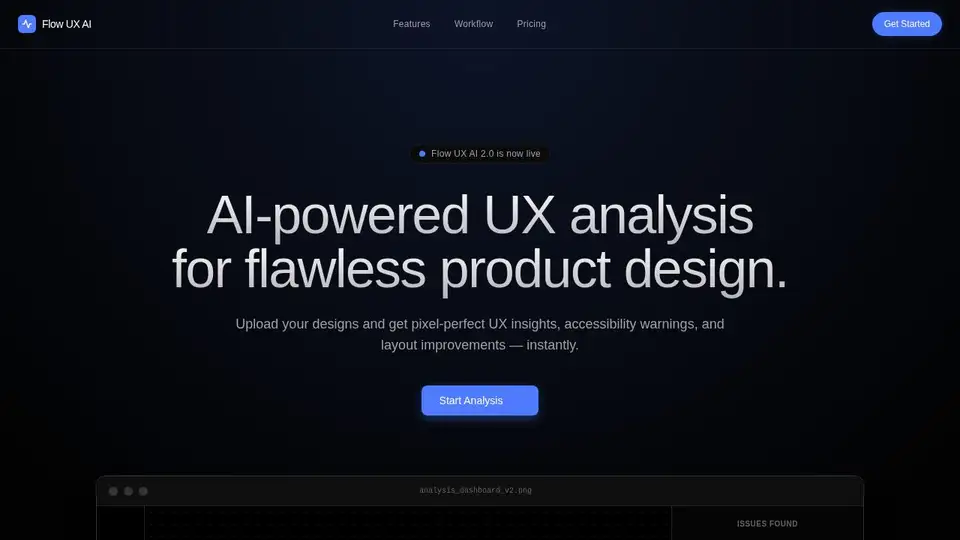 Flow UX AI
Features
Workflow
Pricing
Get Started
Flow UX AI 2.0 is now live
AI-powered UX analysis
for flawless product design.
Upload your designs and get pixel-perfect UX insights, accessibility warnings, and
layout improvements — instantly.
Start Analysis
analysis_dashboard_v2.png
ISSUES FOUND